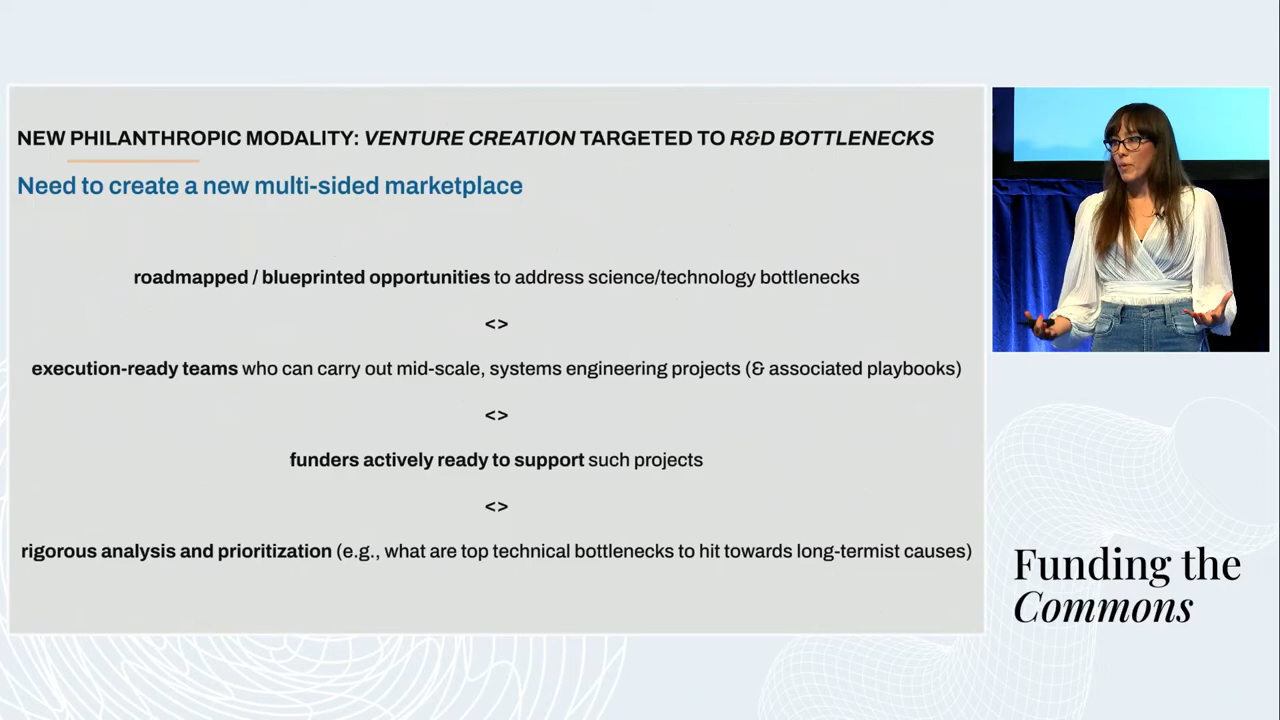 NEW PHILANTHROPIC MODALITY: VENTURE CREATION TARGETED TO R&D BOTTLENECKS
Need to create a new multi-sided marketplace
roadmapped / blueprinted opportunities to address science/technology bottlenecks
<>
execution-ready teams who can carry out mid-scale, systems engineering projects (& associated playbooks)
<>
funders actively ready to support such projects
<>
rigorous analysis and prioritization (e.g., what are top technical bottlenecks to hit towards long-termist causes)
Funding the
Commons